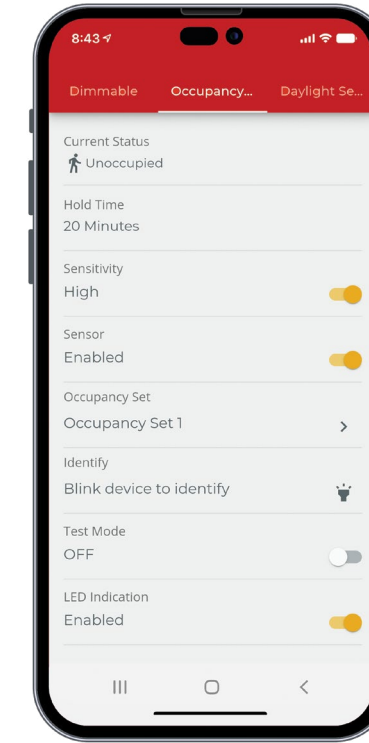 8:43
Dimmable Occupancy... Daylight Se...
Current Status
Unoccupied
Hold Time
20 Minutes
Sensitivity
High
Sensor
Enabled
Occupancy Set
Occupancy Set 1
Identify
Blink device to identify
Test Mode
OFF
LED Indication
Enabled